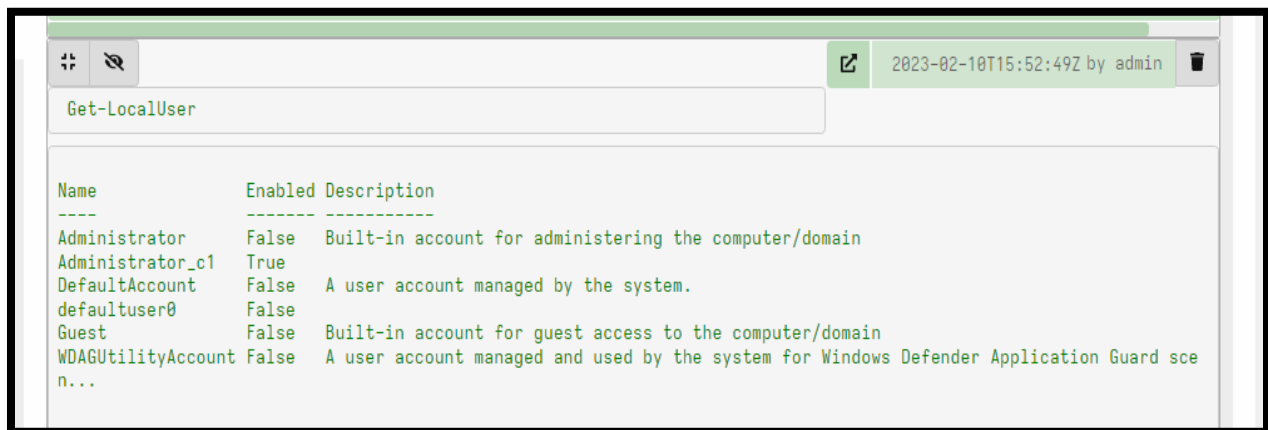 2023-02-10T15:52:49Z by admin
Get-LocalUser
Name Enabled Description
---- ------- -----------
Administrator False Built-in account for administering the computer/domain
Administrator_c1 True
DefaultAccount False A user account managed by the system.
defaultuser0 False
Guest False Built-in account for guest access to the computer/domain
WDAGUtilityAccount False A user account managed and used by the system for Windows Defender Application Guard sce
n...